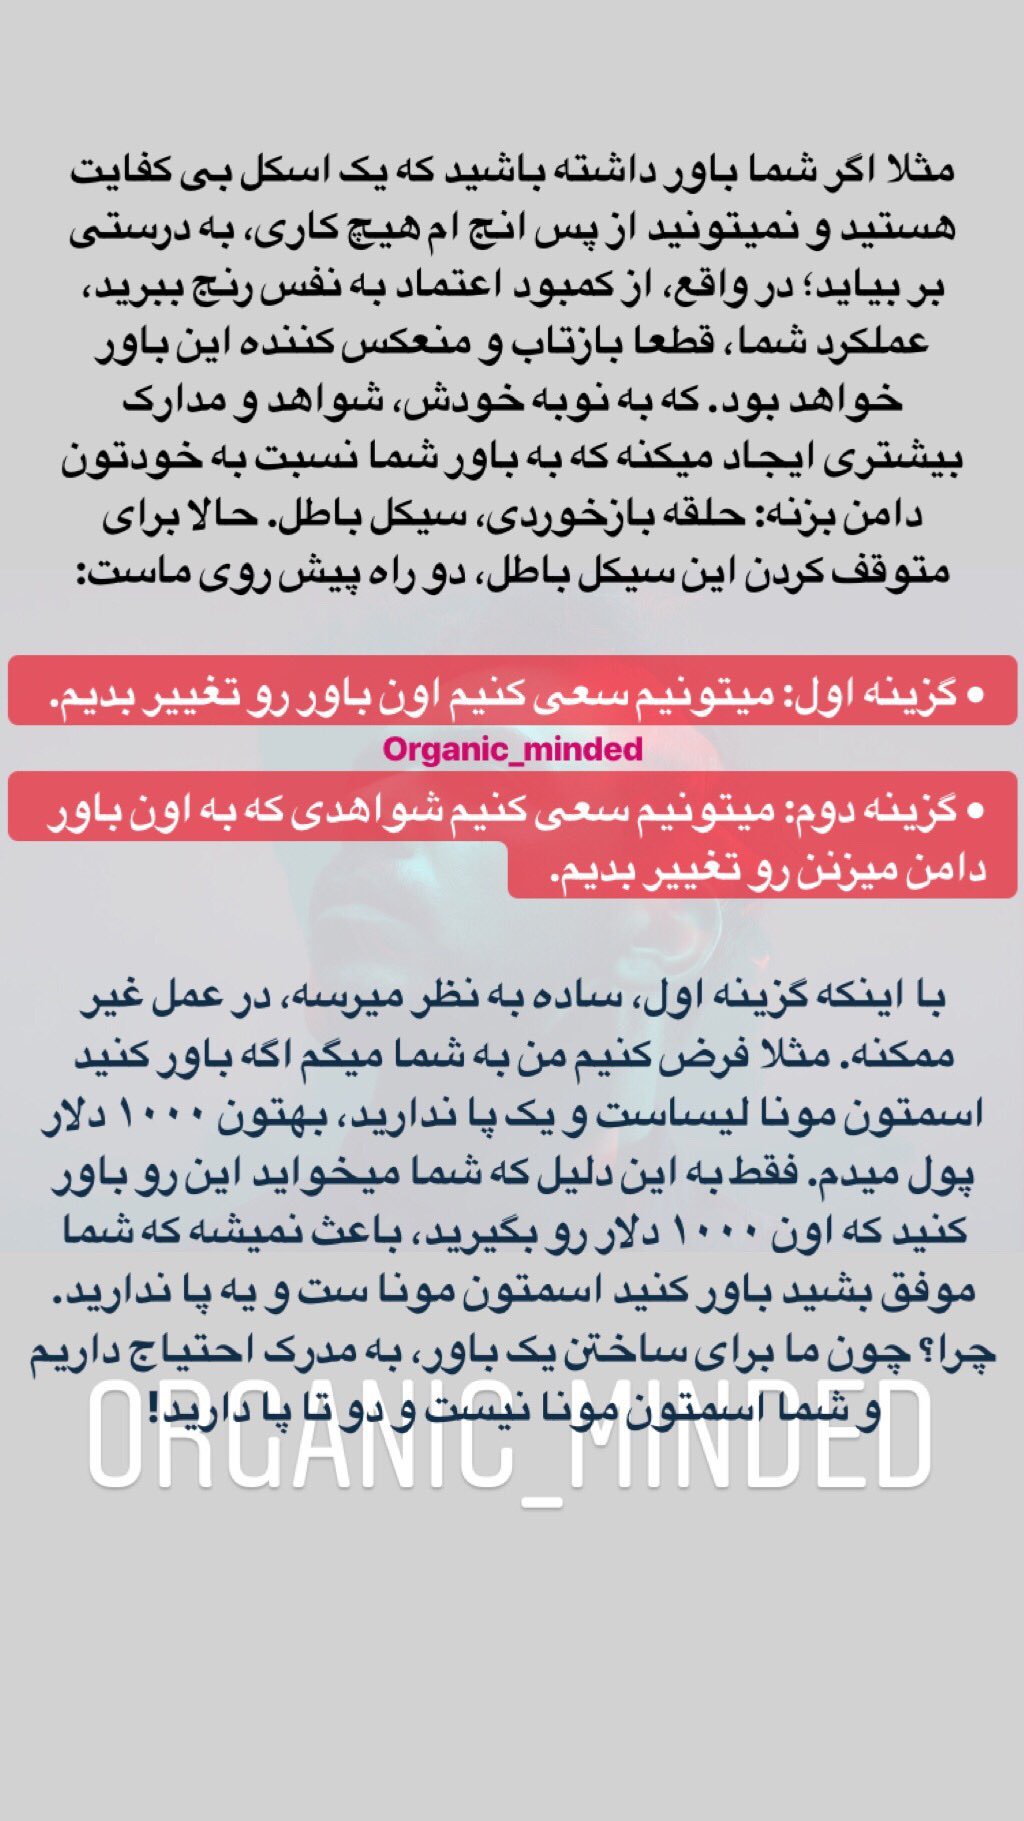 مثلا اگر شما باور داشته باشید که یک اسکل بی کفایت
هستید و نمیتونید از پس انج ام هیچ کاری، به درستی
بر بیاید؛ در واقع، از کمبود اعتماد به نفس رنج ببرید،
عملکرد شما، قطعا بازتاب و منعکس کننده این باور
خواهد بود. که به نوبه خودش، شواهد و مدارک
بیشتری ایجاد میکنه که به باور شما نسبت به خودتون
دامن بزنه: حلقه بازخوردی، سیکل باطل. حالا برای
متوقف کردن این سیکل باطل، دو راه پیش روی ماست:
• گزینه اول: میتونیم سعی کنیم اون باور رو تغییر بدیم.
Organic_minded
• گزینه دوم: میتونیم سعی کنیم شواهدی که به اون باور
دامن میزنن رو تغییر بدیم.
با اینکه گزینه اول، ساده به نظر میرسه، در عمل غیر
ممکنه. مثلا فرض کنیم من به شما میگم اگه باور کنید
اسمتون مونا لیساست و یک پا ندارید، بهتون ۱۰۰۰ دلار
پول میدم. فقط به این دلیل که شما میخواید این رو باور
کنید که اون ۱۰۰۰ دلار رو بگیرید، باعث نمیشه که شما
موفق بشید باور کنید اسمتون مونا ست و یه پا ندارید.
چرا؟ چون ما برای ساختن یک باور، به مدرک احتیاج داریم
و شما اسمتون مونا نیست و دو تا پا دارید!
ORGANIC_MINDED